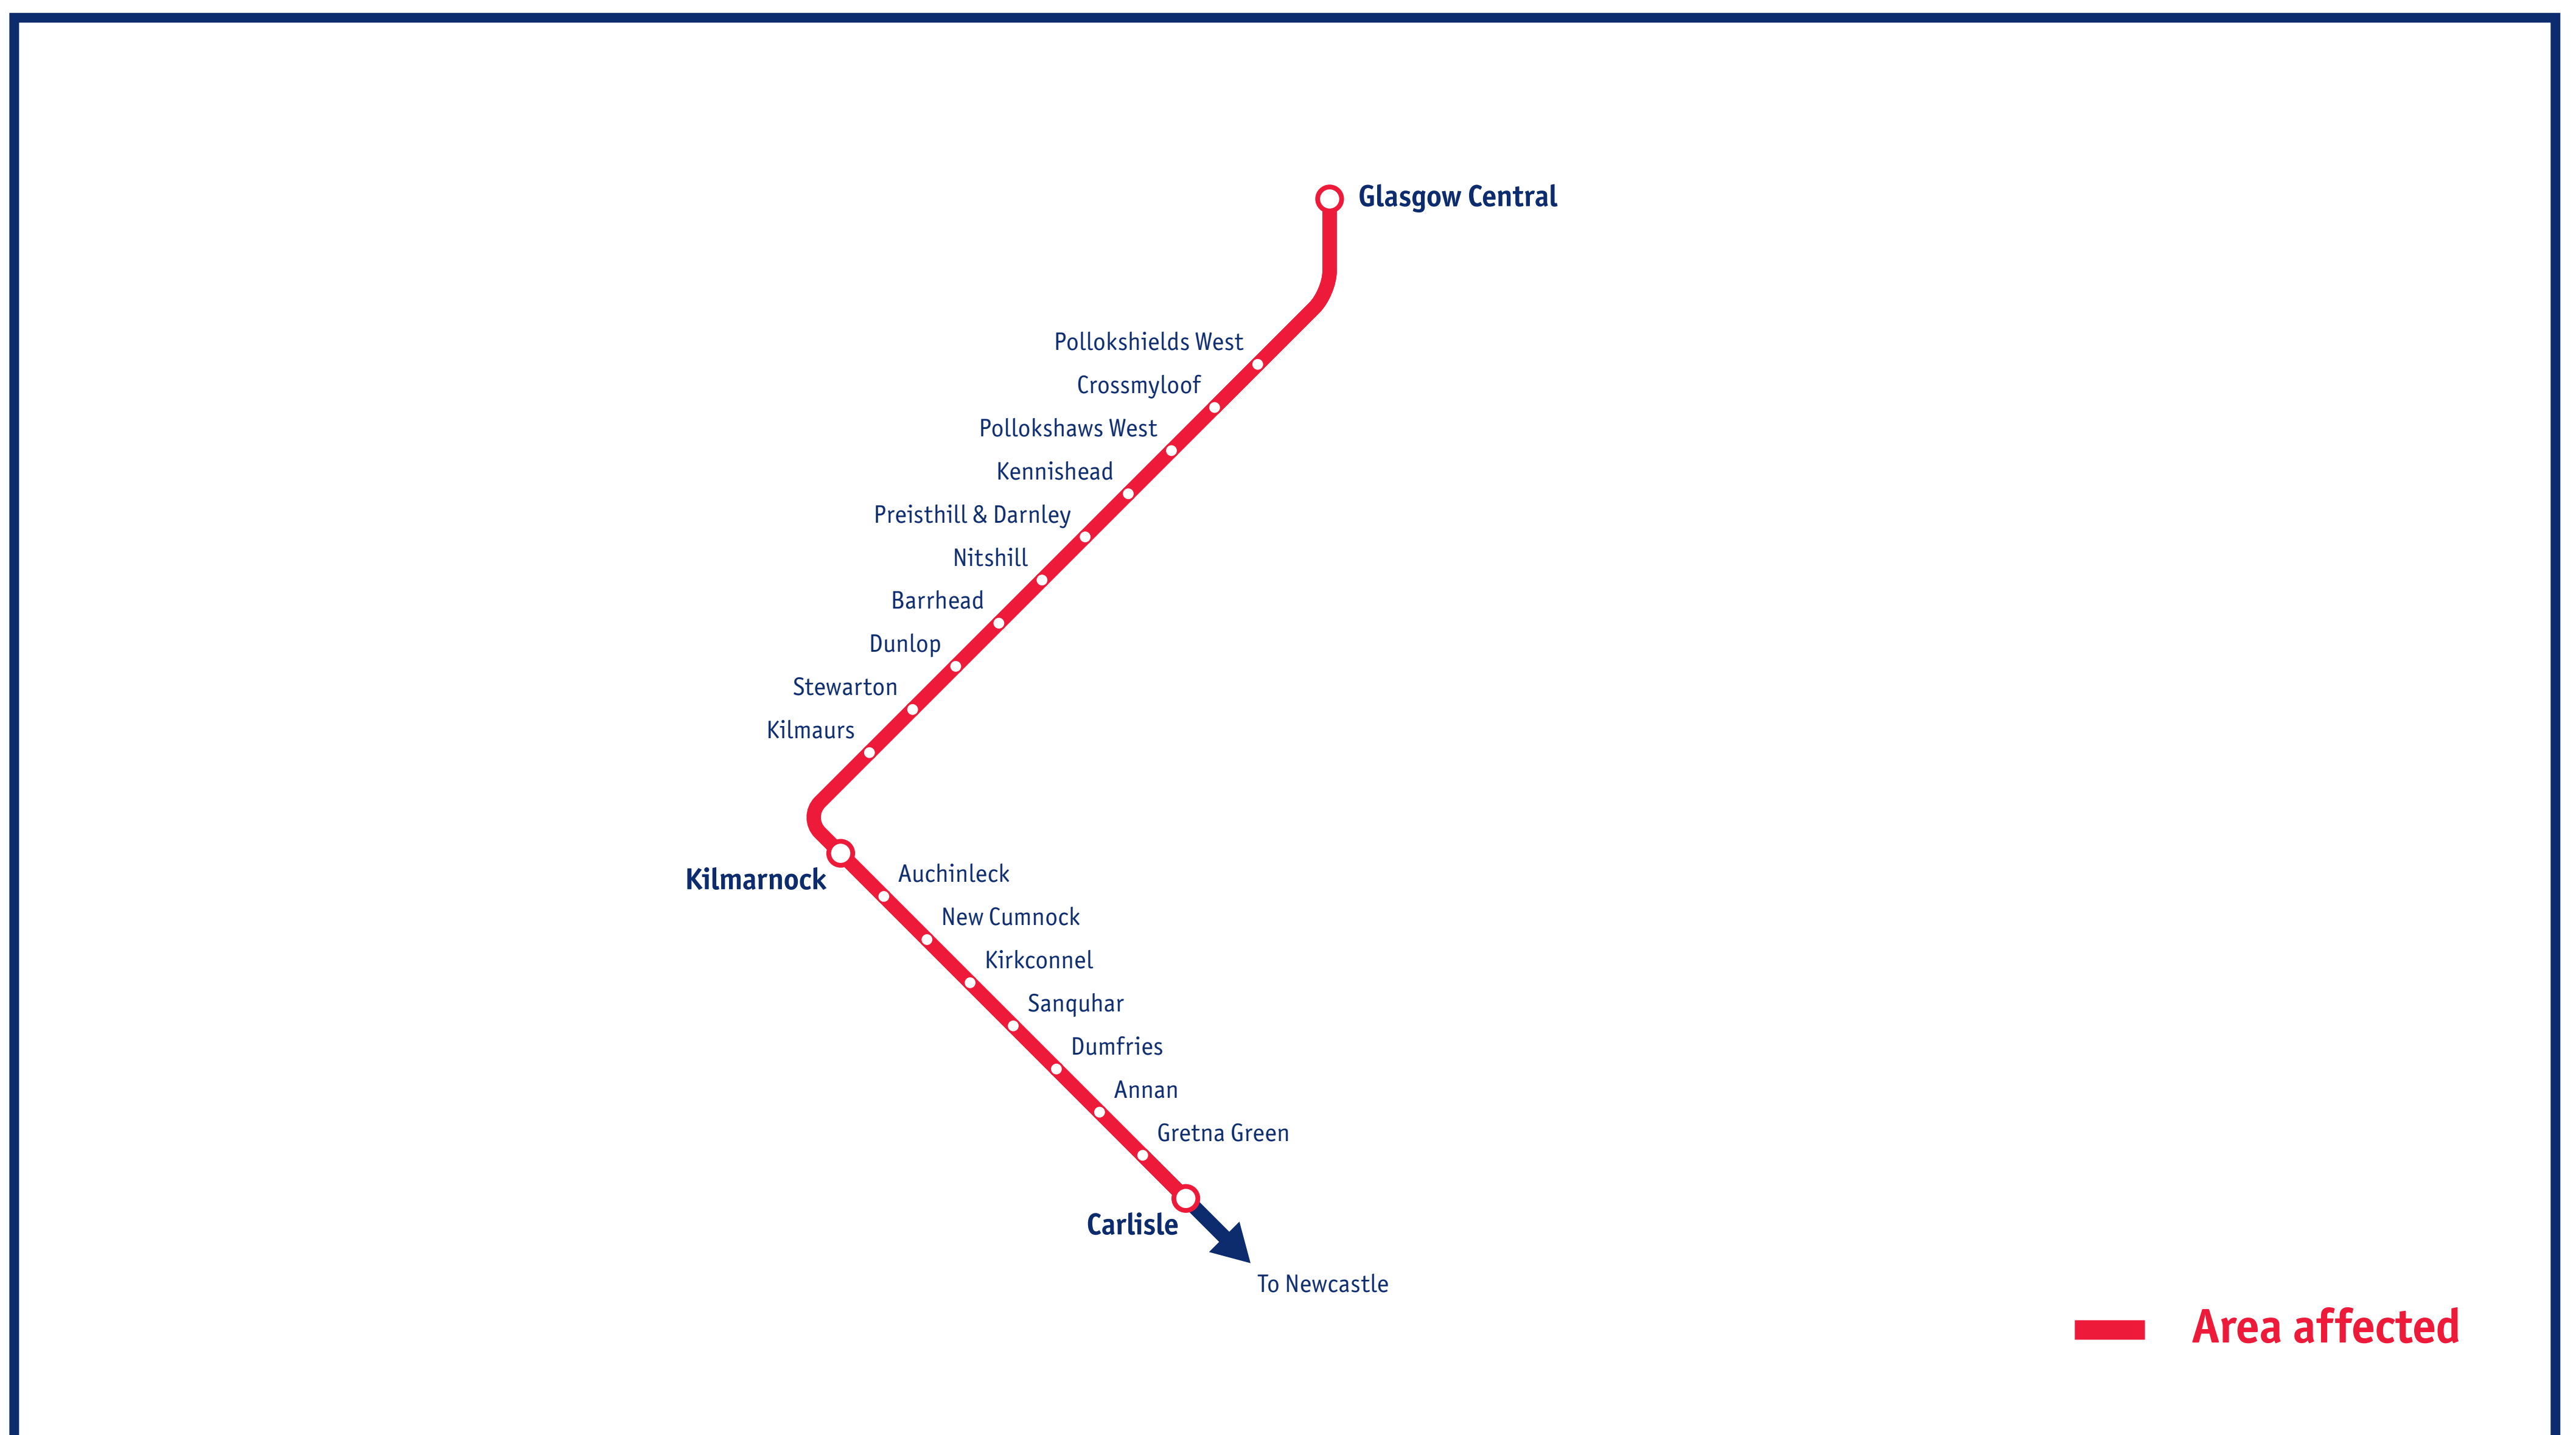 Glasgow Central
Pollokshields West
Crossmyloof
Pollokshaws West
Kennishead
Preisthill & Darnley
Nitshill
Barrhead
Dunlop
Stewarton
Kilmaurs
Kilmarnock
Auchinleck
New Cumnock
Kirkconnel
Sanquhar
Dumfries
Annan
Gretna Green
Carlisle
To Newcastle
Area affected